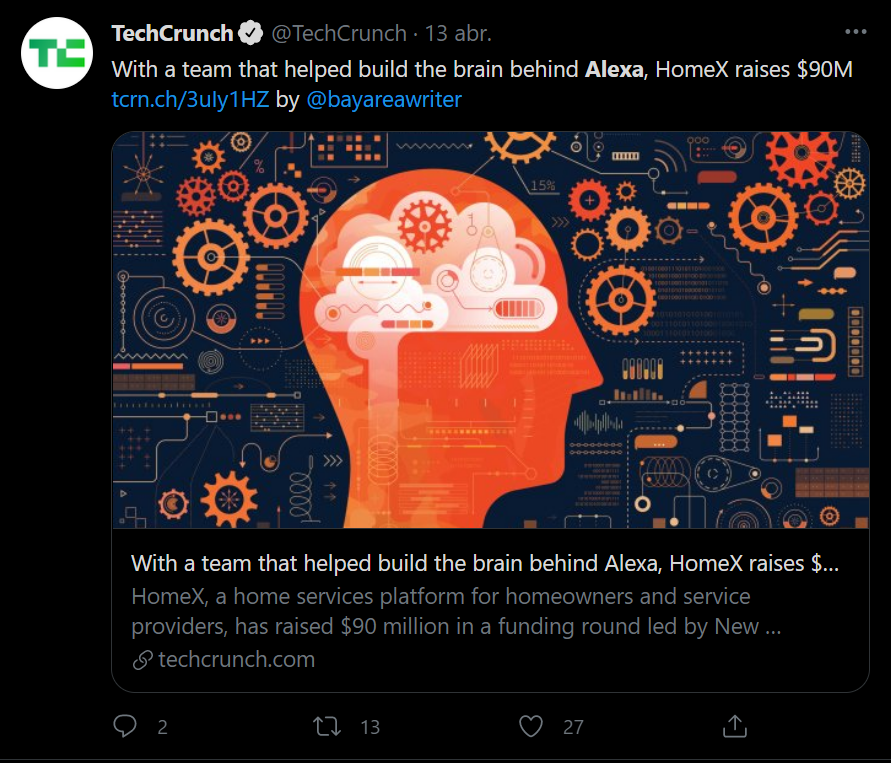 TC
TechCrunch @TechCrunch · 13 abr.
With a team that helped build the brain behind Alexa, HomeX raises $90M
tcrn.ch/3uIy1HZ by @bayareawriter
15%
With a team that helped build the brain behind Alexa, HomeX raises $...
HomeX, a home services platform for homeowners and service
providers, has raised $90 million in a funding round led by New ...
techcrunch.com
2
13
27